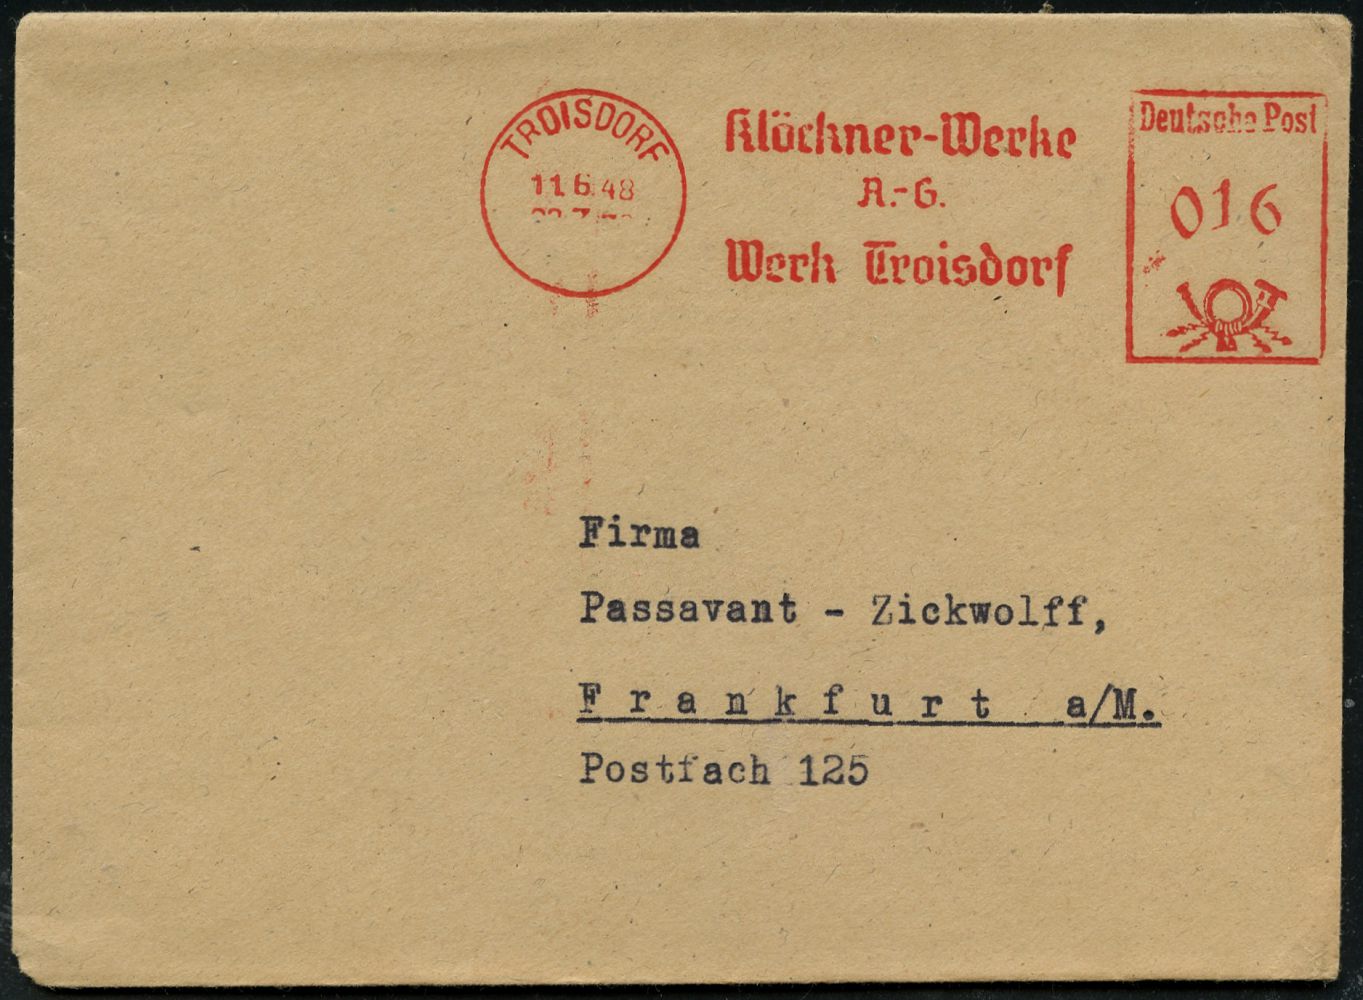 TROISDORF
11.6.48
Klöckner-Werke
A.-G.
Werk Troisdorf
Deutsche Post
016
Firma
Passavant - Zickwolff,
Frankfurt a/M.
Postfach 125